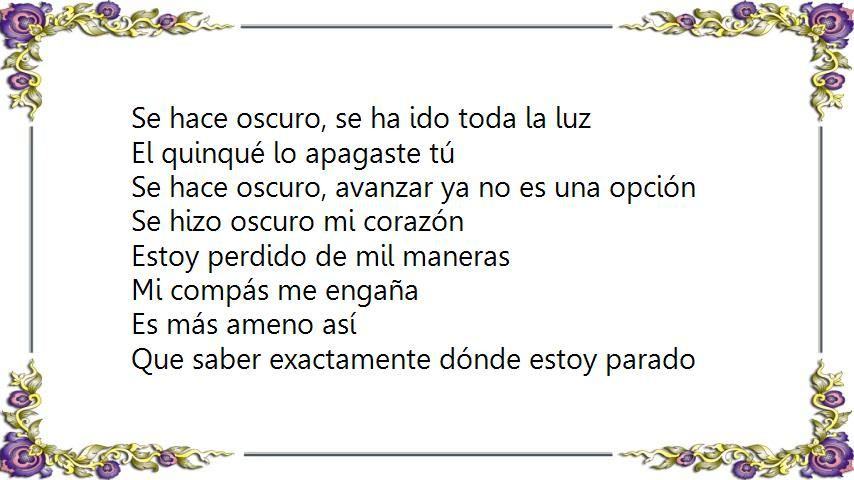 Se hace oscuro, se ha ido toda la luz
El quinqué lo apagaste tú
Se hace oscuro, avanzar ya no es una opción
Se hizo oscuro mi corazón
Estoy perdido de mil maneras
Mi compás me engaña
Es más ameno así
Que saber exactamente dónde estoy parado